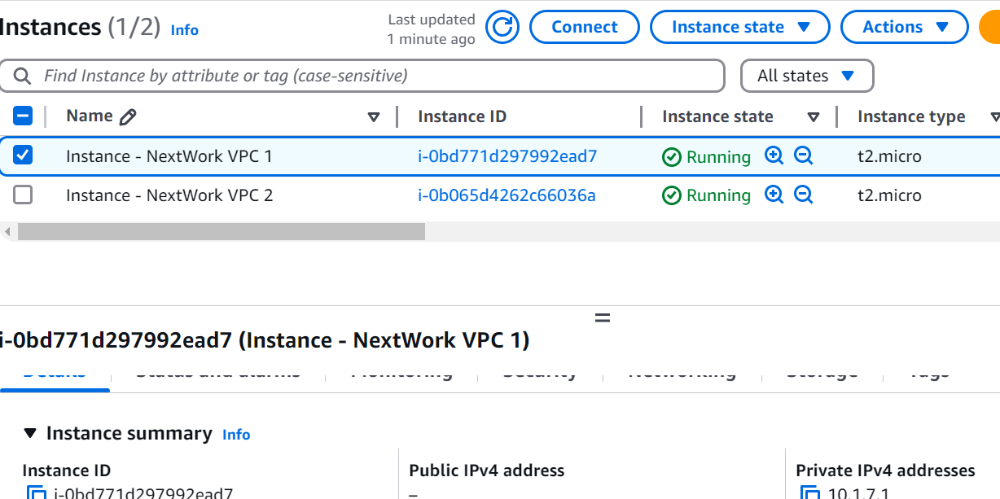 Instances (1/2) Info
Last updated
1 minute ago
Connect
Instance state
Actions
Find Instance by attribute or tag (case-sensitive)
All states
Name
Instance ID
Instance state
Instance type
Instance - NextWork VPC 1
i-0bd771d297992ead7
Running
t2.micro
Instance - NextWork VPC 2
i-0b065d4262c66036a
Running
t2.micro
i-0bd771d297992ead7 (Instance - NextWork VPC 1)
Details
Status and alarms
Monitoring
Security
Networking
Storage
Tags
Instance summary Info
Instance ID
Public IPv4 address
Private IPv4 addresses
i-0bd771d297992ead7
–
10.1.7.1